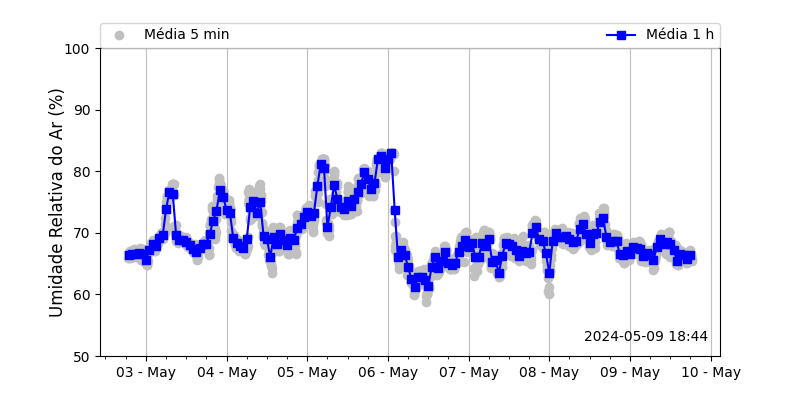 Média 5 min
Média 1 h
Umidade Relativa do Ar (%)
100
90
80
70
60
50
2024-05-09 18:44
03 - May
04 - May
05 - May
06 - May
07 - May
08 - May
09 - May
10 - May